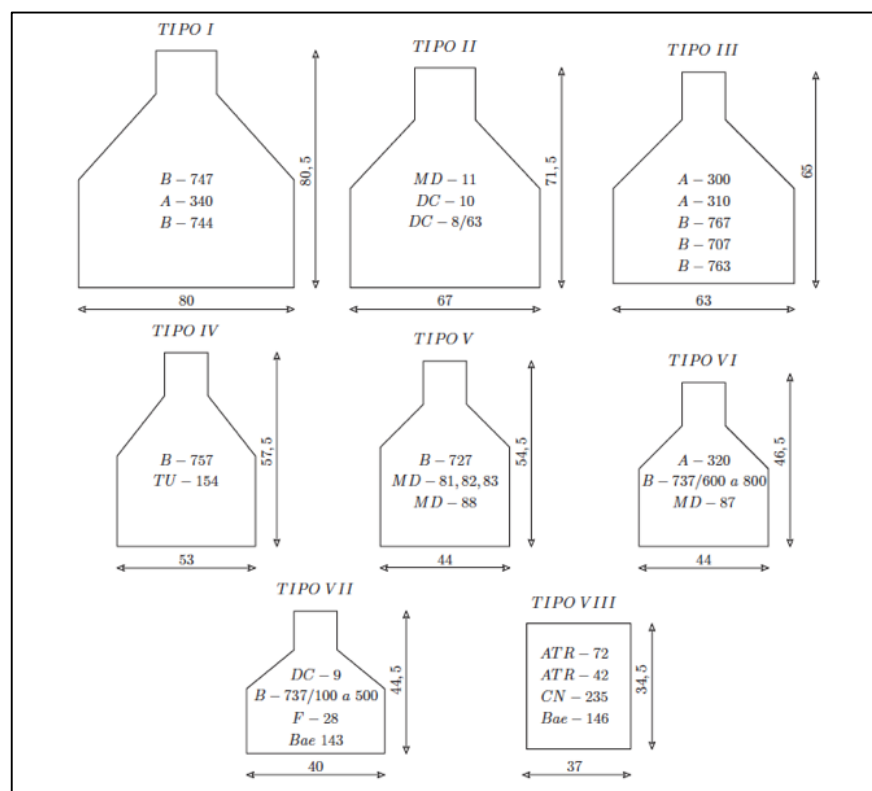 TIPO I
B − 747
A − 340
B − 744
80,5
80
TIPO II
MD − 11
DC − 10
DC − 8/63
71,5
67
TIPO III
A − 300
A − 310
B − 767
B − 707
B − 763
65
63
TIPO IV
B − 757
TU − 154
57,5
53
TIPO V
B − 727
MD − 81, 82, 83
MD − 88
54,5
44
TIPO VI
A − 320
B − 737/600 a 800
MD − 87
46,5
44
TIPO VII
DC − 9
B − 737/100 a 500
F − 28
Bae 143
44,5
40
TIPO VIII
ATR − 72
ATR − 42
CN − 235
Bae − 146
34,5
37